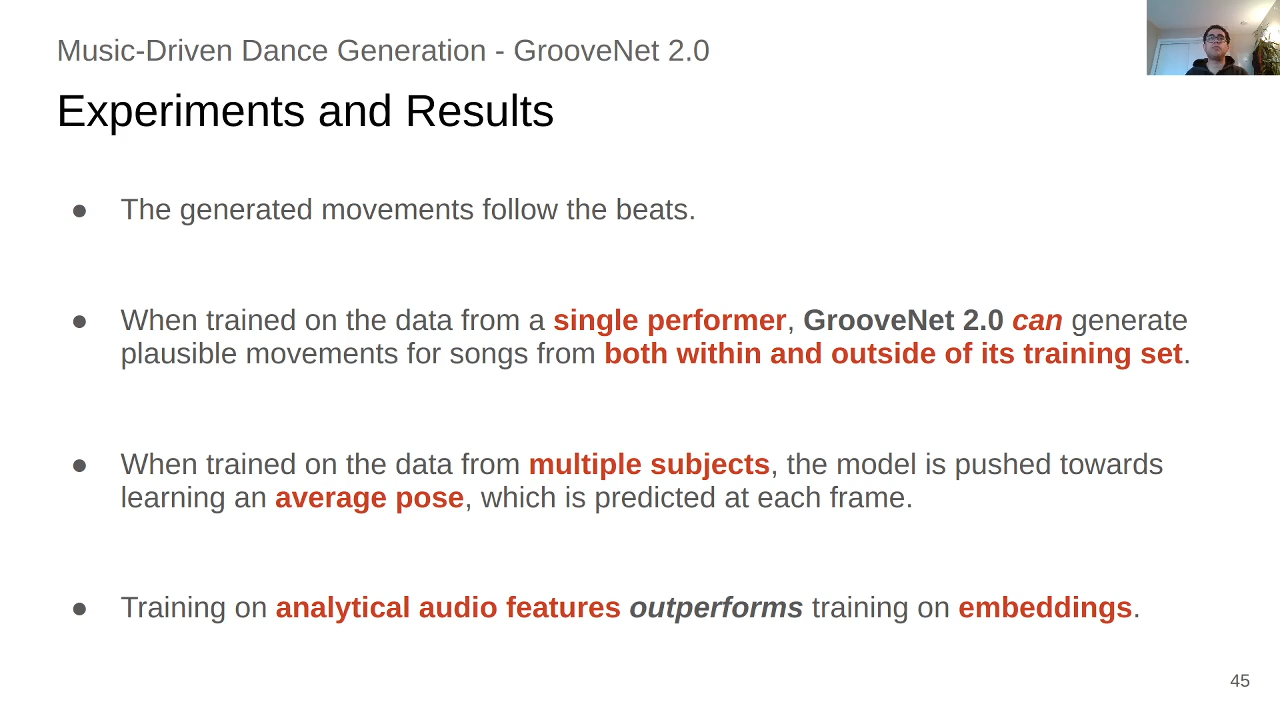 Music-Driven Dance Generation - GrooveNet 2.0
Experiments and Results
● The generated movements follow the beats.
● When trained on the data from a single performer, GrooveNet 2.0 can generate
plausible movements for songs from both within and outside of its training set.
● When trained on the data from multiple subjects, the model is pushed towards
learning an average pose, which is predicted at each frame.
● Training on analytical audio features outperforms training on embeddings.
45